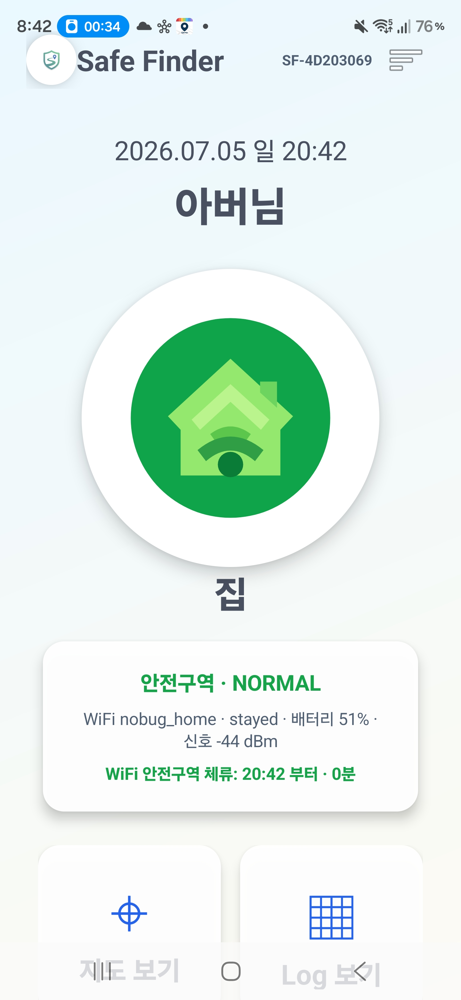 8:42 00:34 5 76%
GAYO
Safe Finder SF-4D203069
2026.07.05 일 20:42
아버님
집
안전구역 · NORMAL
WiFi nobug_home · stayed · 배터리 51% ·
신호 -44 dBm
WiFi 안전구역 체류: 20:42 부터 · 0분
지도 보기 Log 보기